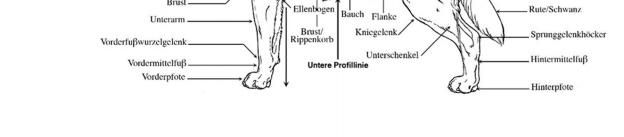 Brust
Unterarm
Vorderfußwurzelgelenk
Vordermittelfuß
Vorderpfote
Ellenbogen
Brust/
Rippenkorb
Bauch
Flanke
Kniegelenk
Unterschenkel
Untere Profillinie
Rute/Schwanz
Sprunggelenkhöcker
Hintermittelfuß
Hinterpfote